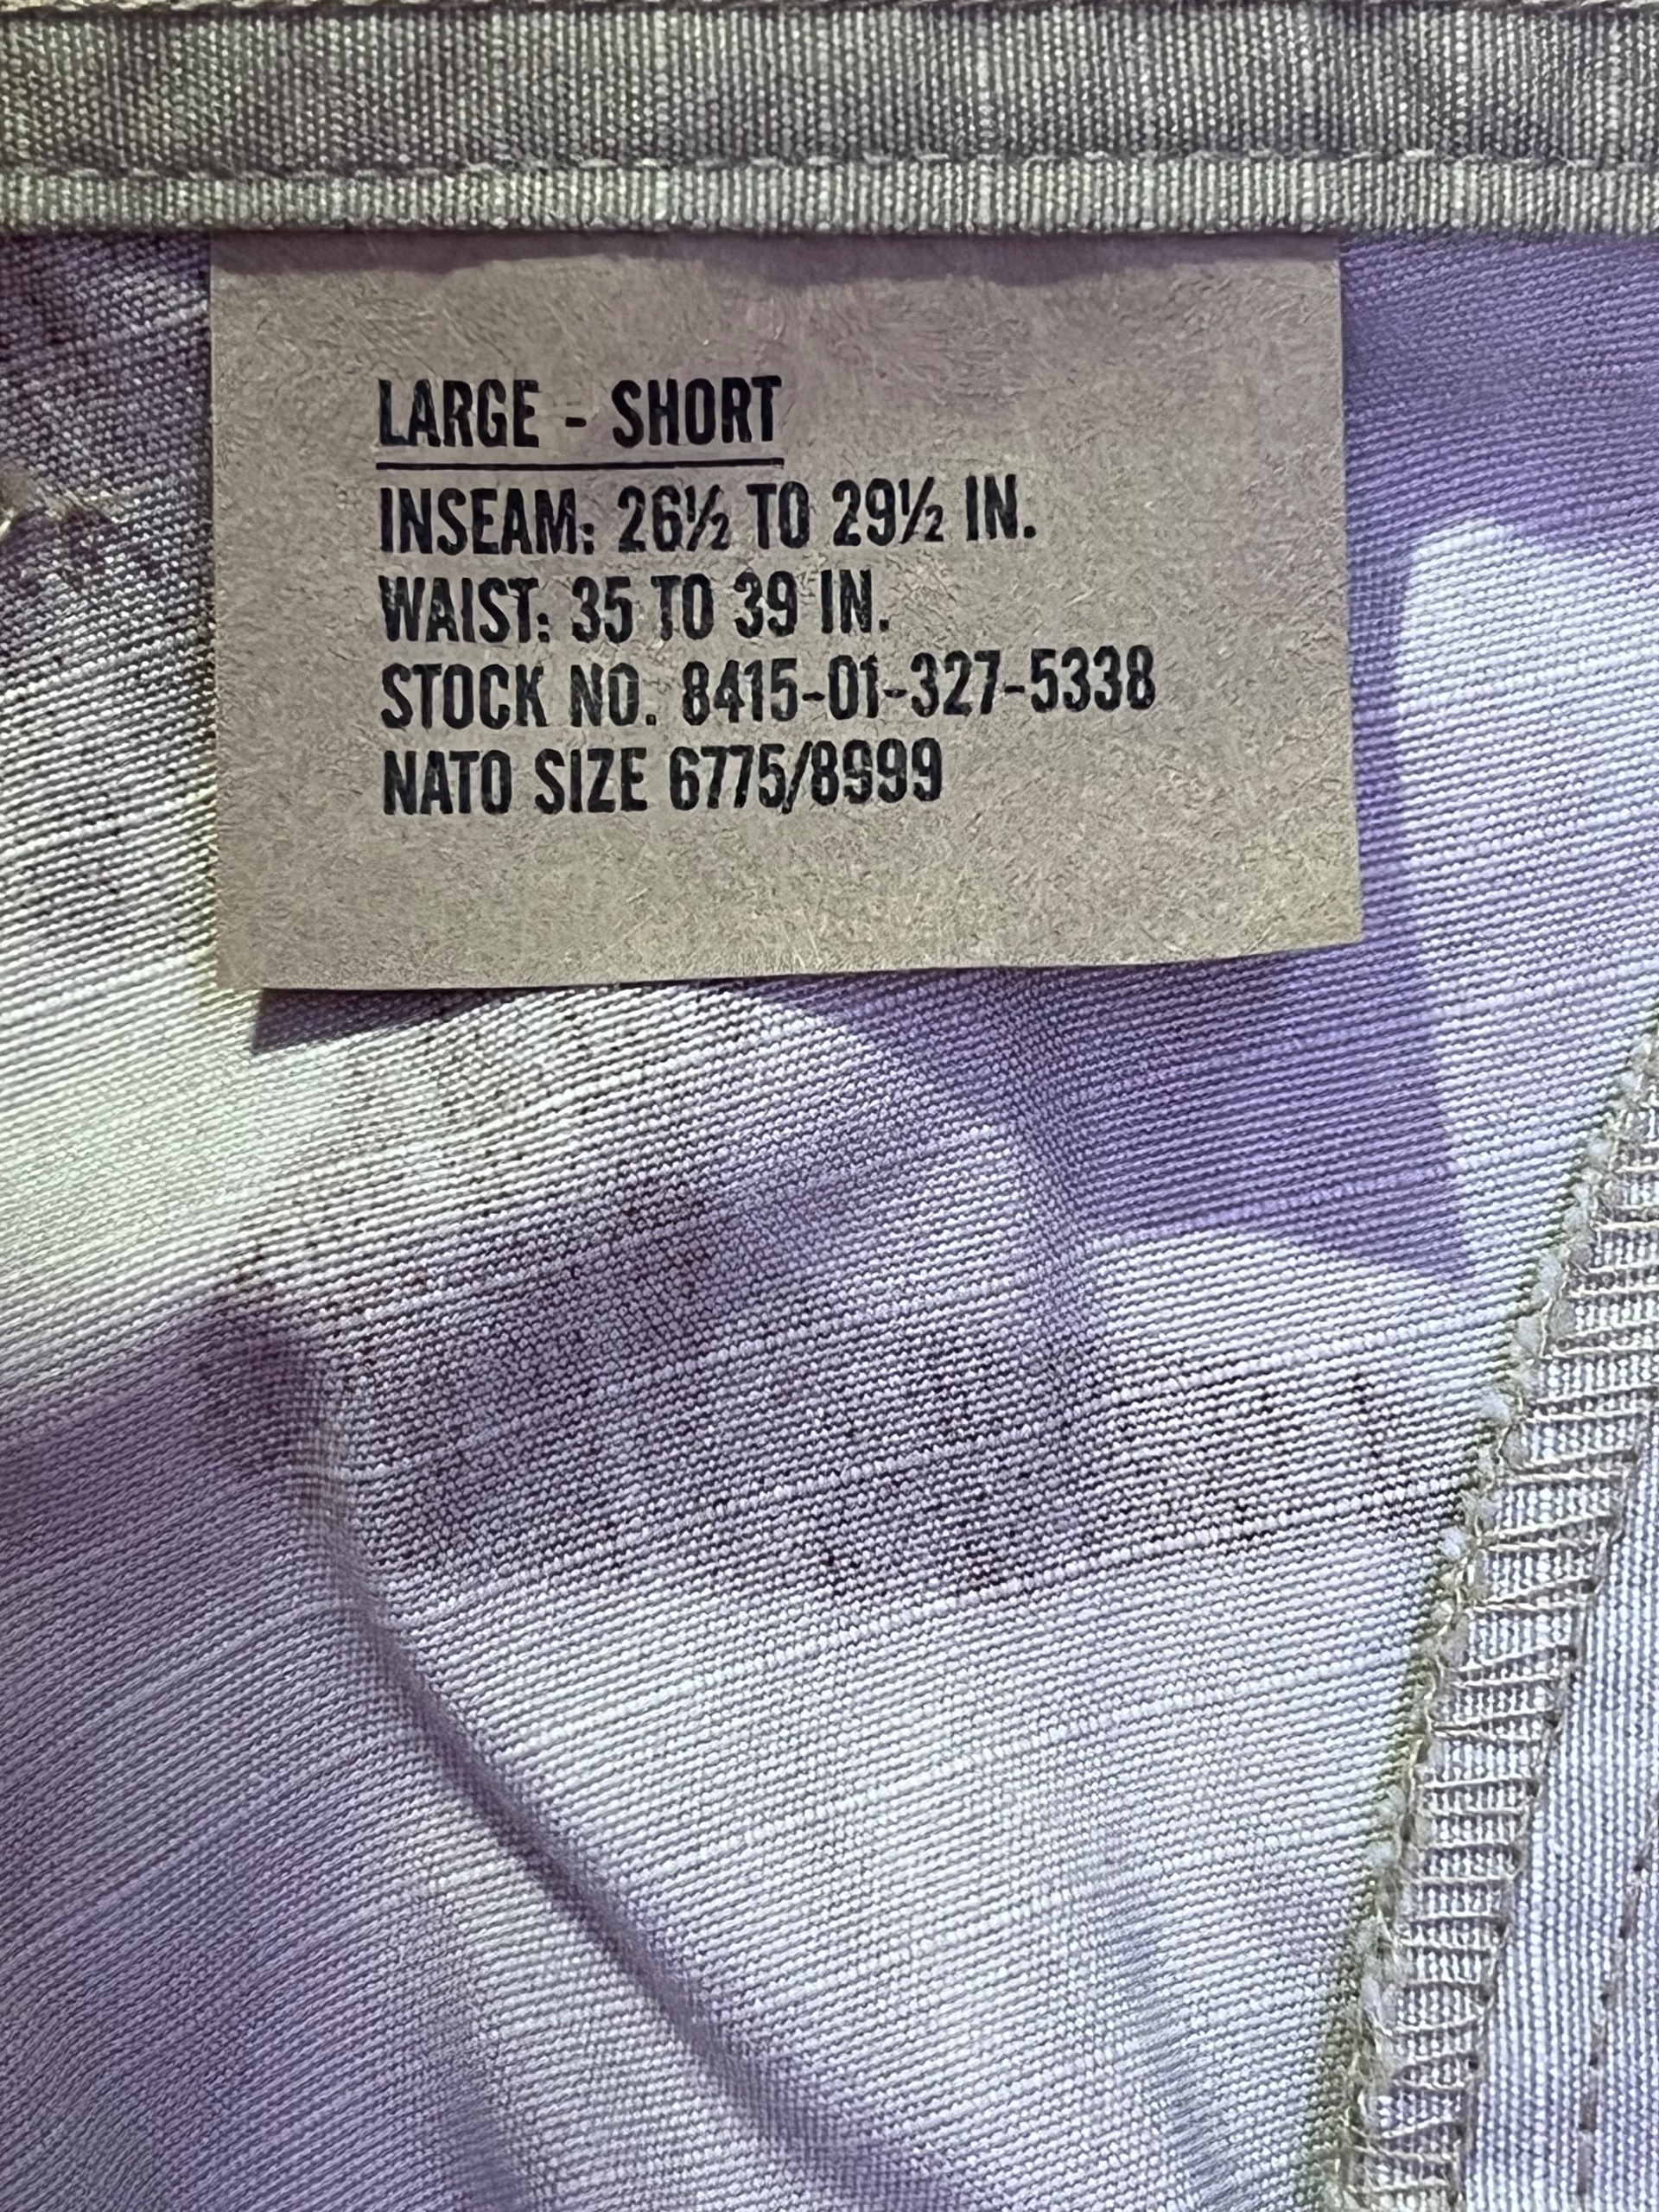 LARGE - SHORT
INSEAM: 26½ TO 29½ IN.
WAIST: 35 TO 39 IN.
STOCK NO. 8415-01-327-5338
NATO SIZE 6775/8999